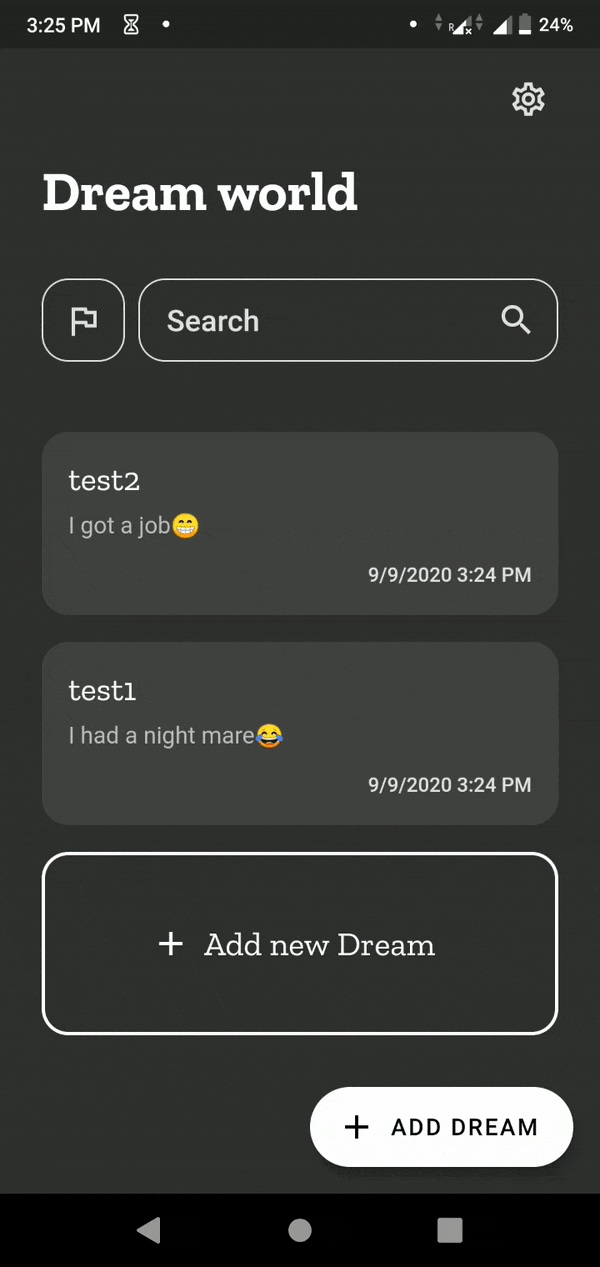 3:25 PM
R
24%
Dream world
Search
test2
I got a job😁
9/9/2020 3:24 PM
test1
I had a night mare😂
9/9/2020 3:24 PM
+ Add new Dream
+ ADD DREAM